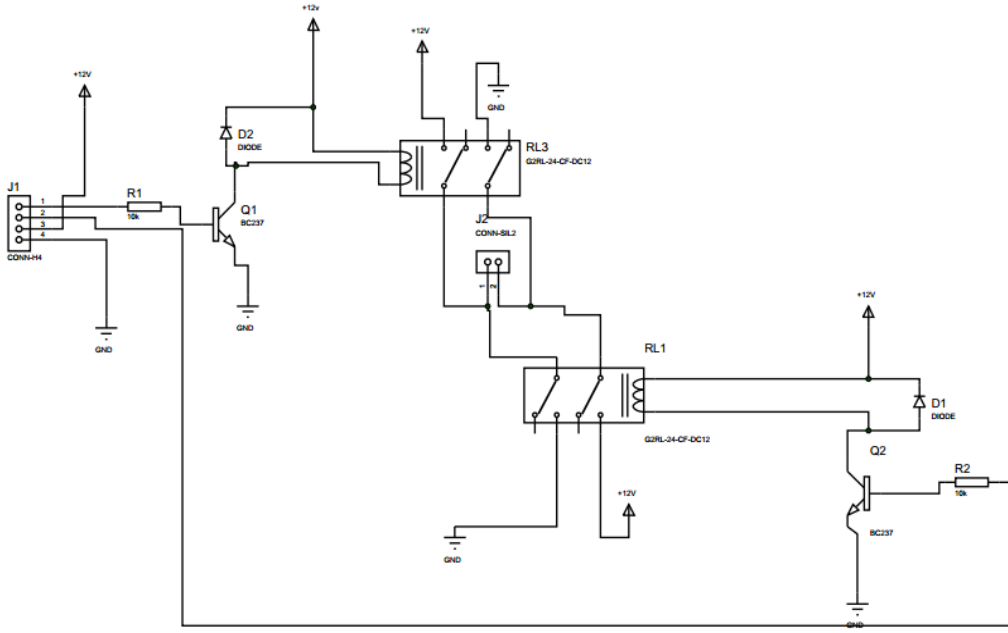 +12v
+12V
+12V
GND
D2
DIODE
RL3
G2RL-24-CF-DC12
J1
1
2
3
4
CONN-H4
R1
10k
Q1
BC237
J2
CONN-SIL2
1
2
GND
GND
+12V
RL1
G2RL-24-CF-DC12
D1
DIODE
Q2
BC237
R2
10k
+12V
GND
GND